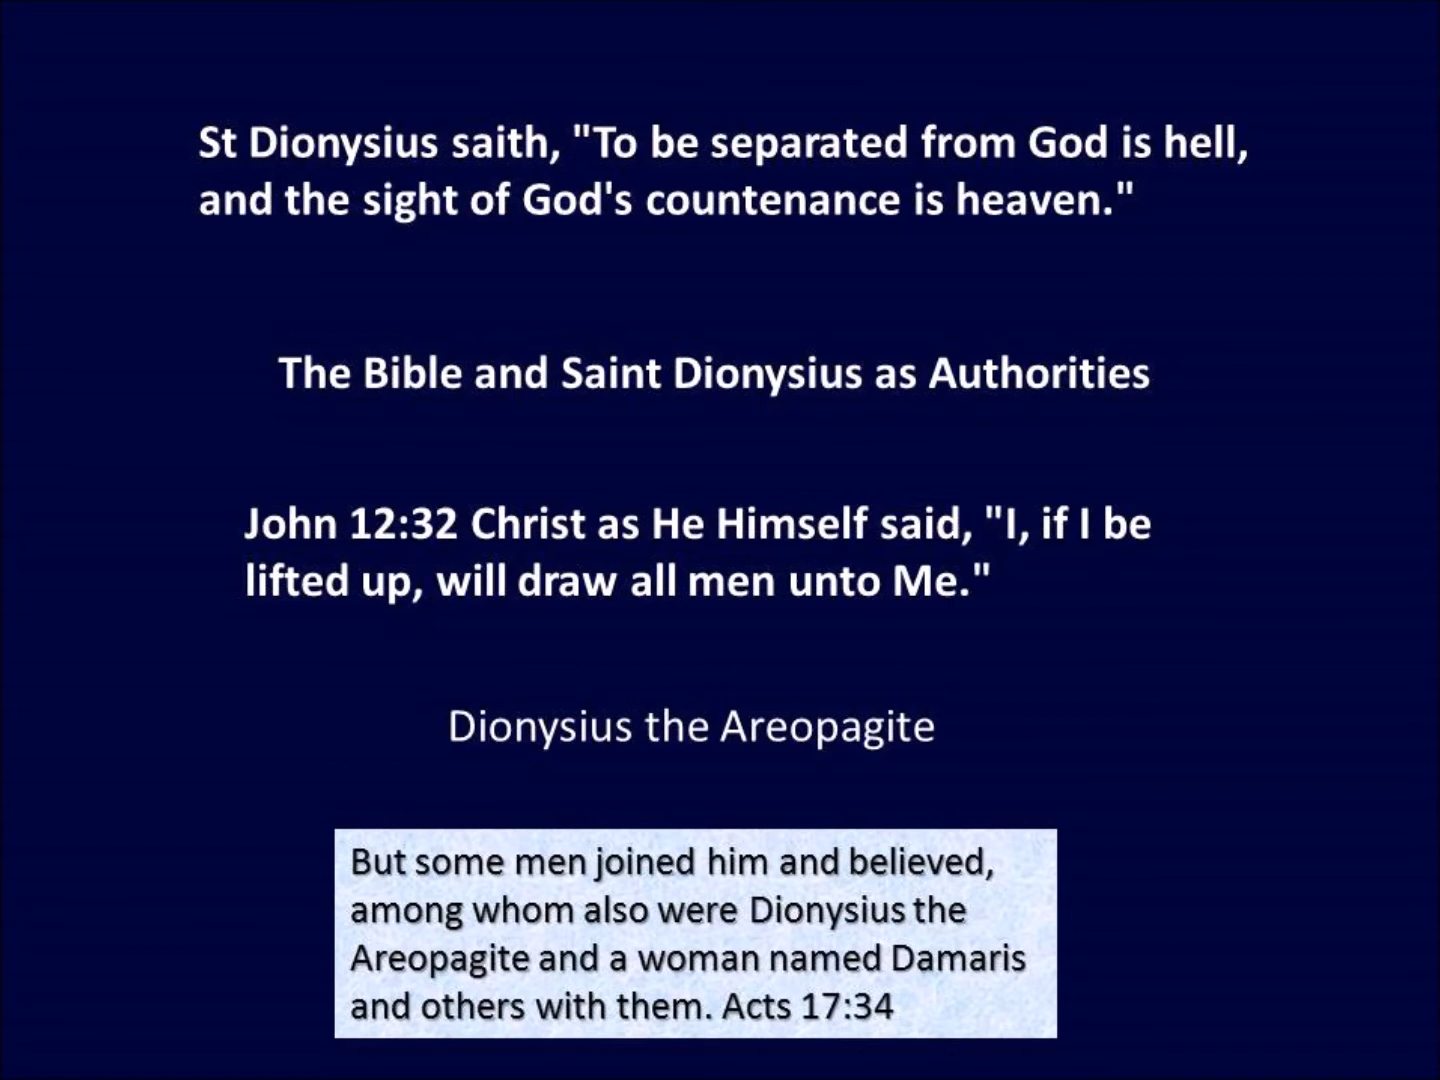 St Dionysius saith, "To be separated from God is hell,
and the sight of God's countenance is heaven."
The Bible and Saint Dionysius as Authorities
John 12:32 Christ as He Himself said, "I, if I be
lifted up, will draw all men unto Me."
Dionysius the Areopagite
But some men joined him and believed,
among whom also were Dionysius the
Areopagite and a woman named Damaris
and others with them. Acts 17:34